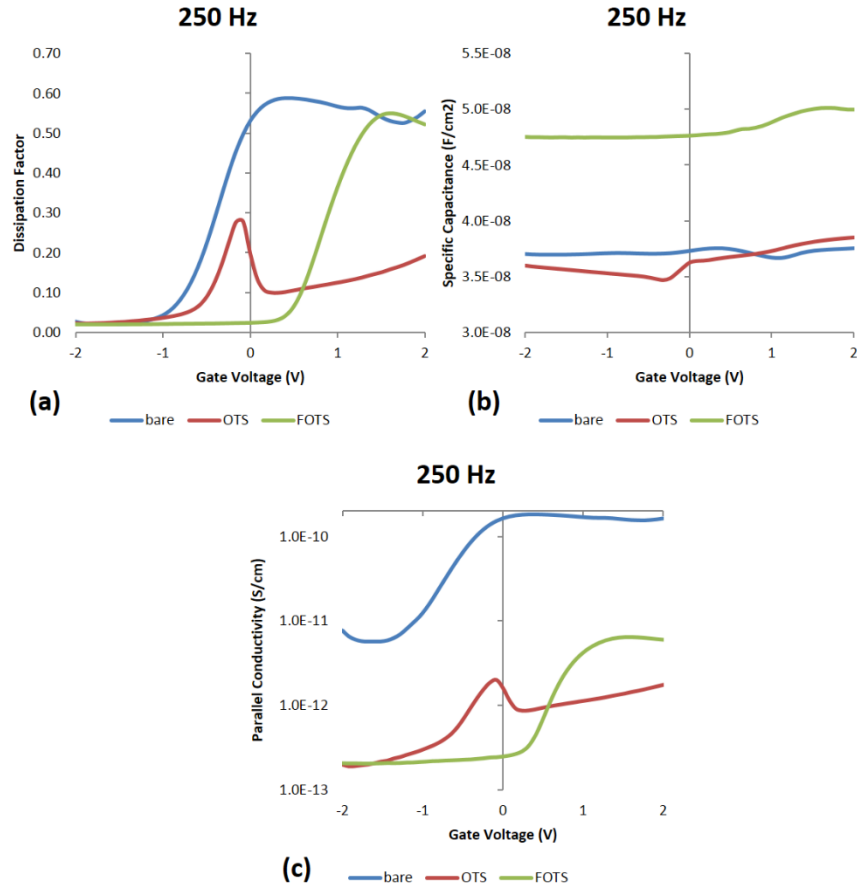 250 Hz
0.70
0.60
0.50
0.40
0.30
0.20
0.10
0.00
Dissipation Factor
-2 -1 0 1 2
Gate Voltage (V)
(a)
bare OTS FOTS
250 Hz
5.5E-08
5.0E-08
4.5E-08
4.0E-08
3.5E-08
3.0E-08
Specific Capacitance (F/cm2)
-2 -1 0 1 2
Gate Voltage (V)
(b)
bare OTS FOTS
250 Hz
1.0E-10
1.0E-11
1.0E-12
1.0E-13
Parallel Conductivity (S/cm)
-2 -1 0 1 2
Gate Voltage (V)
(c)
bare OTS FOTS